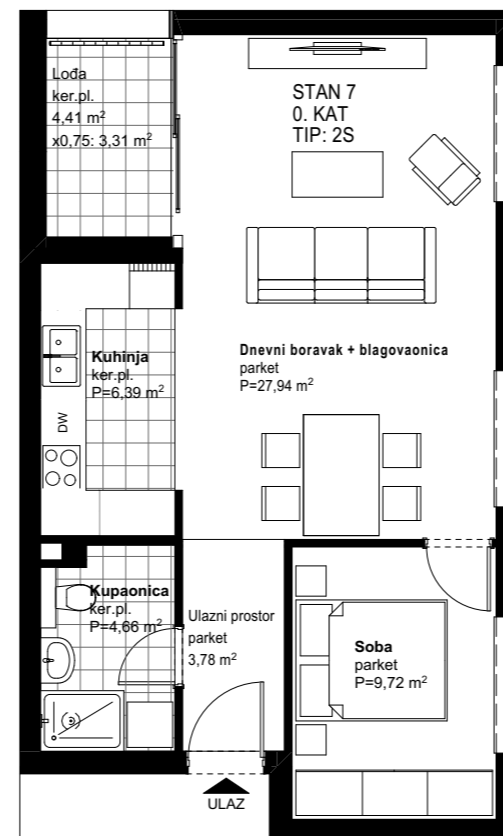 Lođa
ker.pl.
4,41 m²
x0,75: 3,31 m²
STAN 7
0. KAT
TIP: 2S
Kuhinja
ker.pl.
P=6,39 m²
DW
Dnevni boravak + blagovaonica
parket
P=27,94 m²
Kupaonica
ker.pl.
P=4,66 m²
Ulazni prostor
parket
3,78 m²
Soba
parket
P=9,72 m²
ULAZ